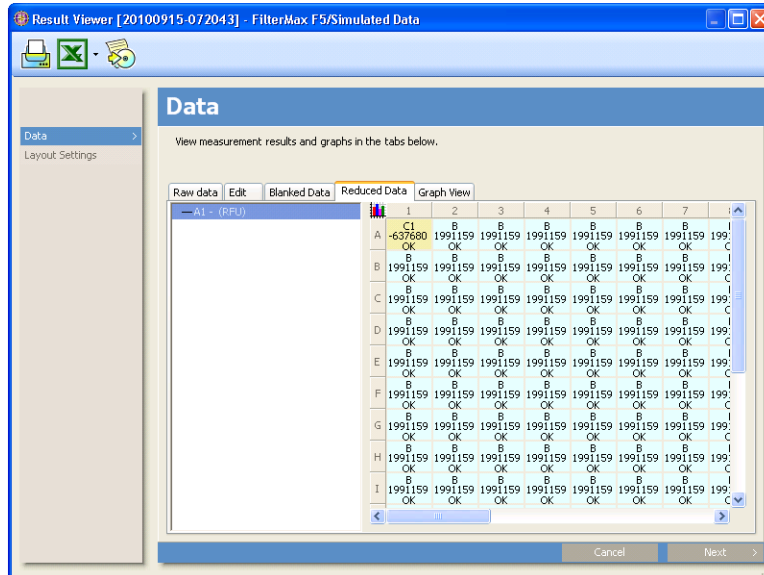 Result Viewer [20100915-072043] - FilterMax F5/Simulated Data
Data
Data >
Layout Settings
View measurement results and graphs in the tabs below.
Raw data Edit Blanked Data Reduced Data Graph View
A1 - (RFU)
1 2 3 4 5 6 7
C1 B B B B B B
A -637680 1991159 1991159 1991159 1991159 1991159 1991159
OK OK OK OK OK OK OK
B B B B B B B
B 1991159 1991159 1991159 1991159 1991159 1991159 1991159
OK OK OK OK OK OK OK
B B B B B B B
C 1991159 1991159 1991159 1991159 1991159 1991159 1991159
OK OK OK OK OK OK OK
B B B B B B B
D 1991159 1991159 1991159 1991159 1991159 1991159 1991159
OK OK OK OK OK OK OK
B B B B B B B
E 1991159 1991159 1991159 1991159 1991159 1991159 1991159
OK OK OK OK OK OK OK
B B B B B B B
F 1991159 1991159 1991159 1991159 1991159 1991159 1991159
OK OK OK OK OK OK OK
B B B B B B B
G 1991159 1991159 1991159 1991159 1991159 1991159 1991159
OK OK OK OK OK OK OK
B B B B B B B
H 1991159 1991159 1991159 1991159 1991159 1991159 1991159
OK OK OK OK OK OK OK
B B B B B B B
I 1991159 1991159 1991159 1991159 1991159 1991159 1991159
OK OK OK OK OK OK OK
Cancel Next >